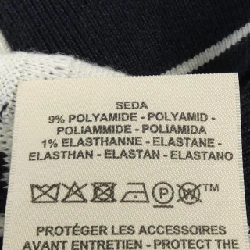 SEDA
9% POLYAMIDE - POLYAMID -
POLIAMMIDE - POLIAMIDA
1% ELASTHANNE - ELASTANE -
ELASTHAN - ELASTAN - ELASTANO
P W ™
PROTÉGER LES ACCESSOIRES
AVANT ENTRETIEN - PROTECT THE